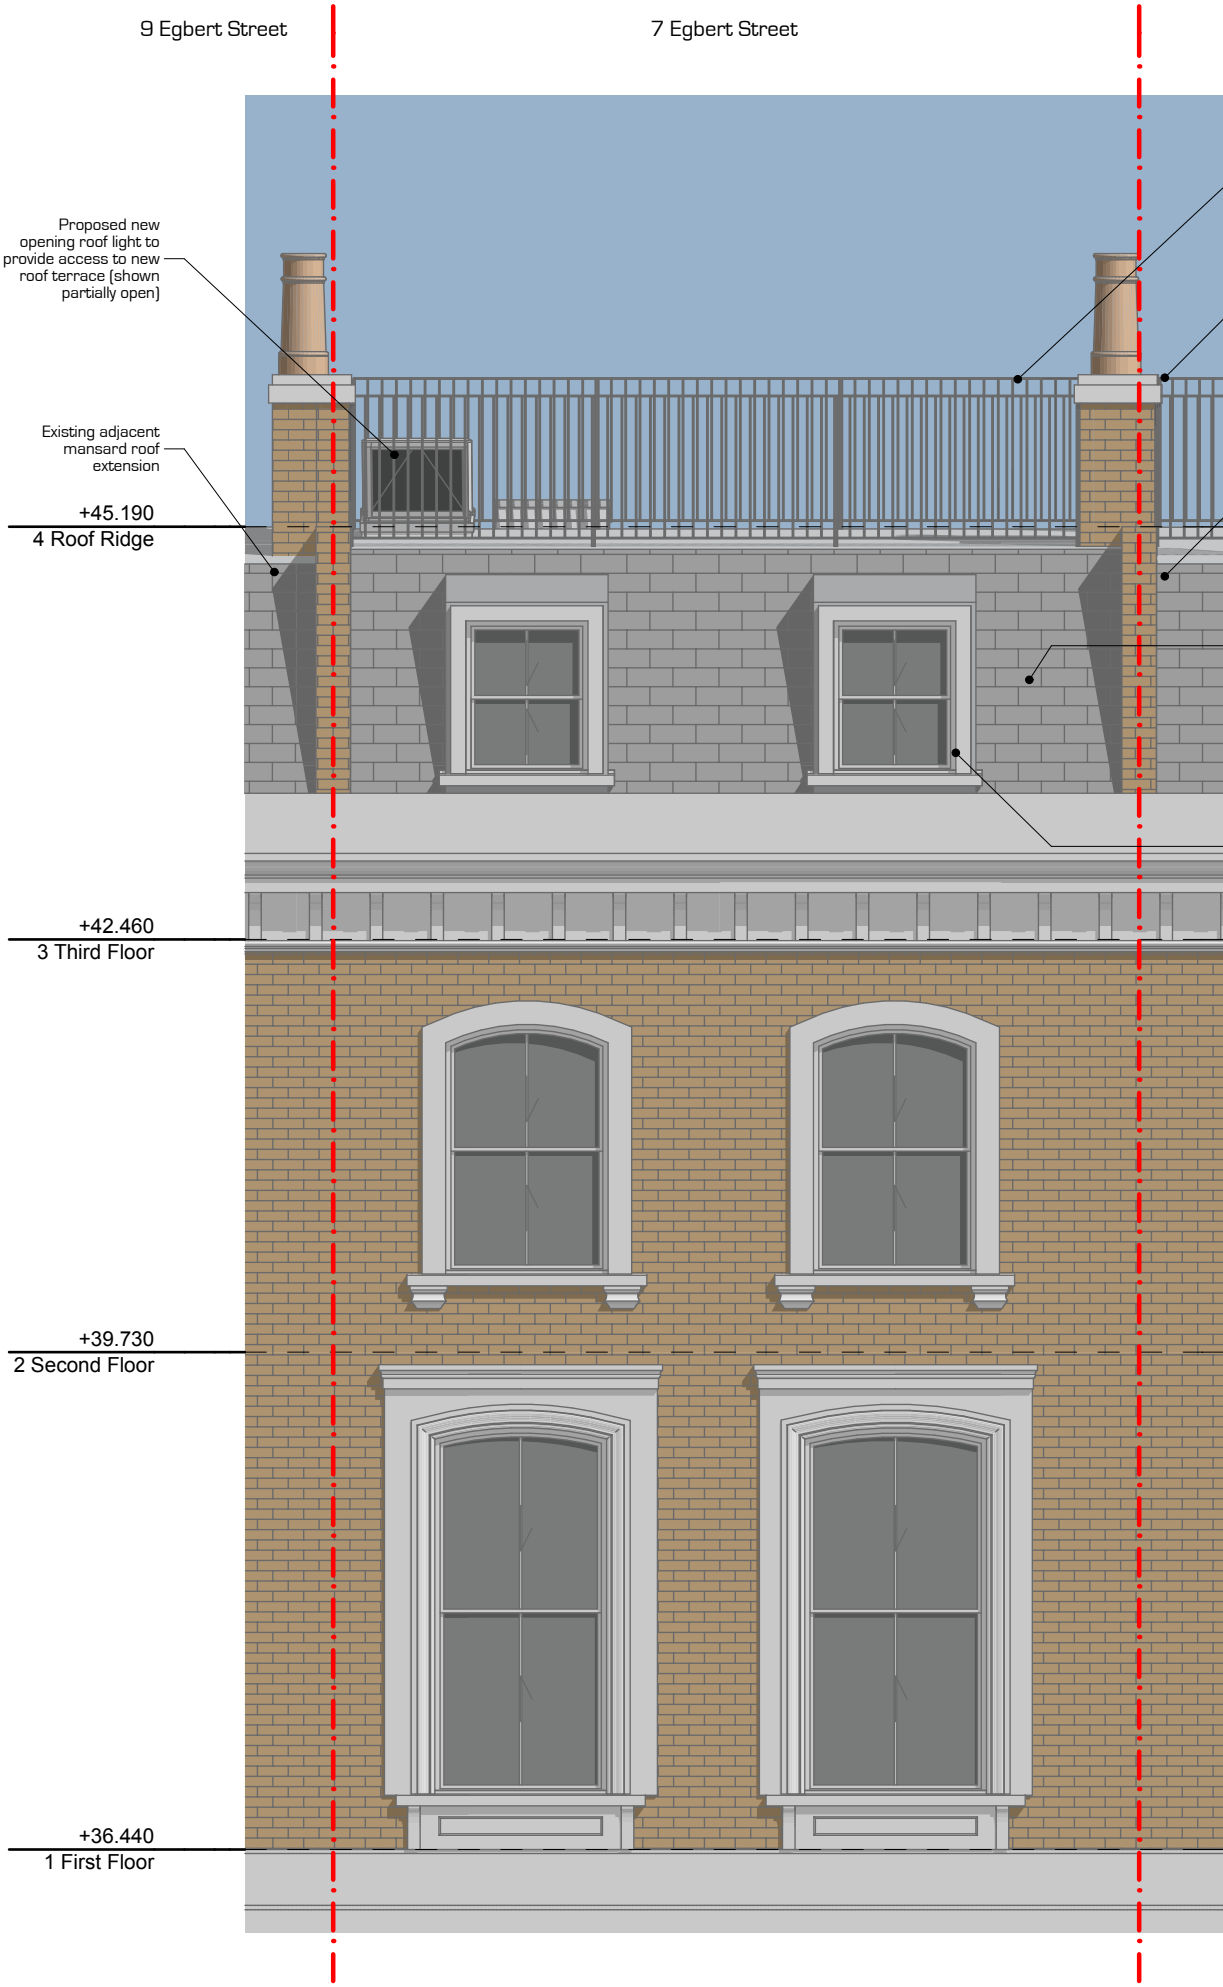 9 Egbert Street
7 Egbert Street
Proposed new
opening roof light to
provide access to new
roof terrace (shown
partially open)
Existing adjacent
mansard roof
extension
+45.190
4 Roof Ridge
+42.460
3 Third Floor
+39.730
2 Second Floor
+36.440
1 First Floor